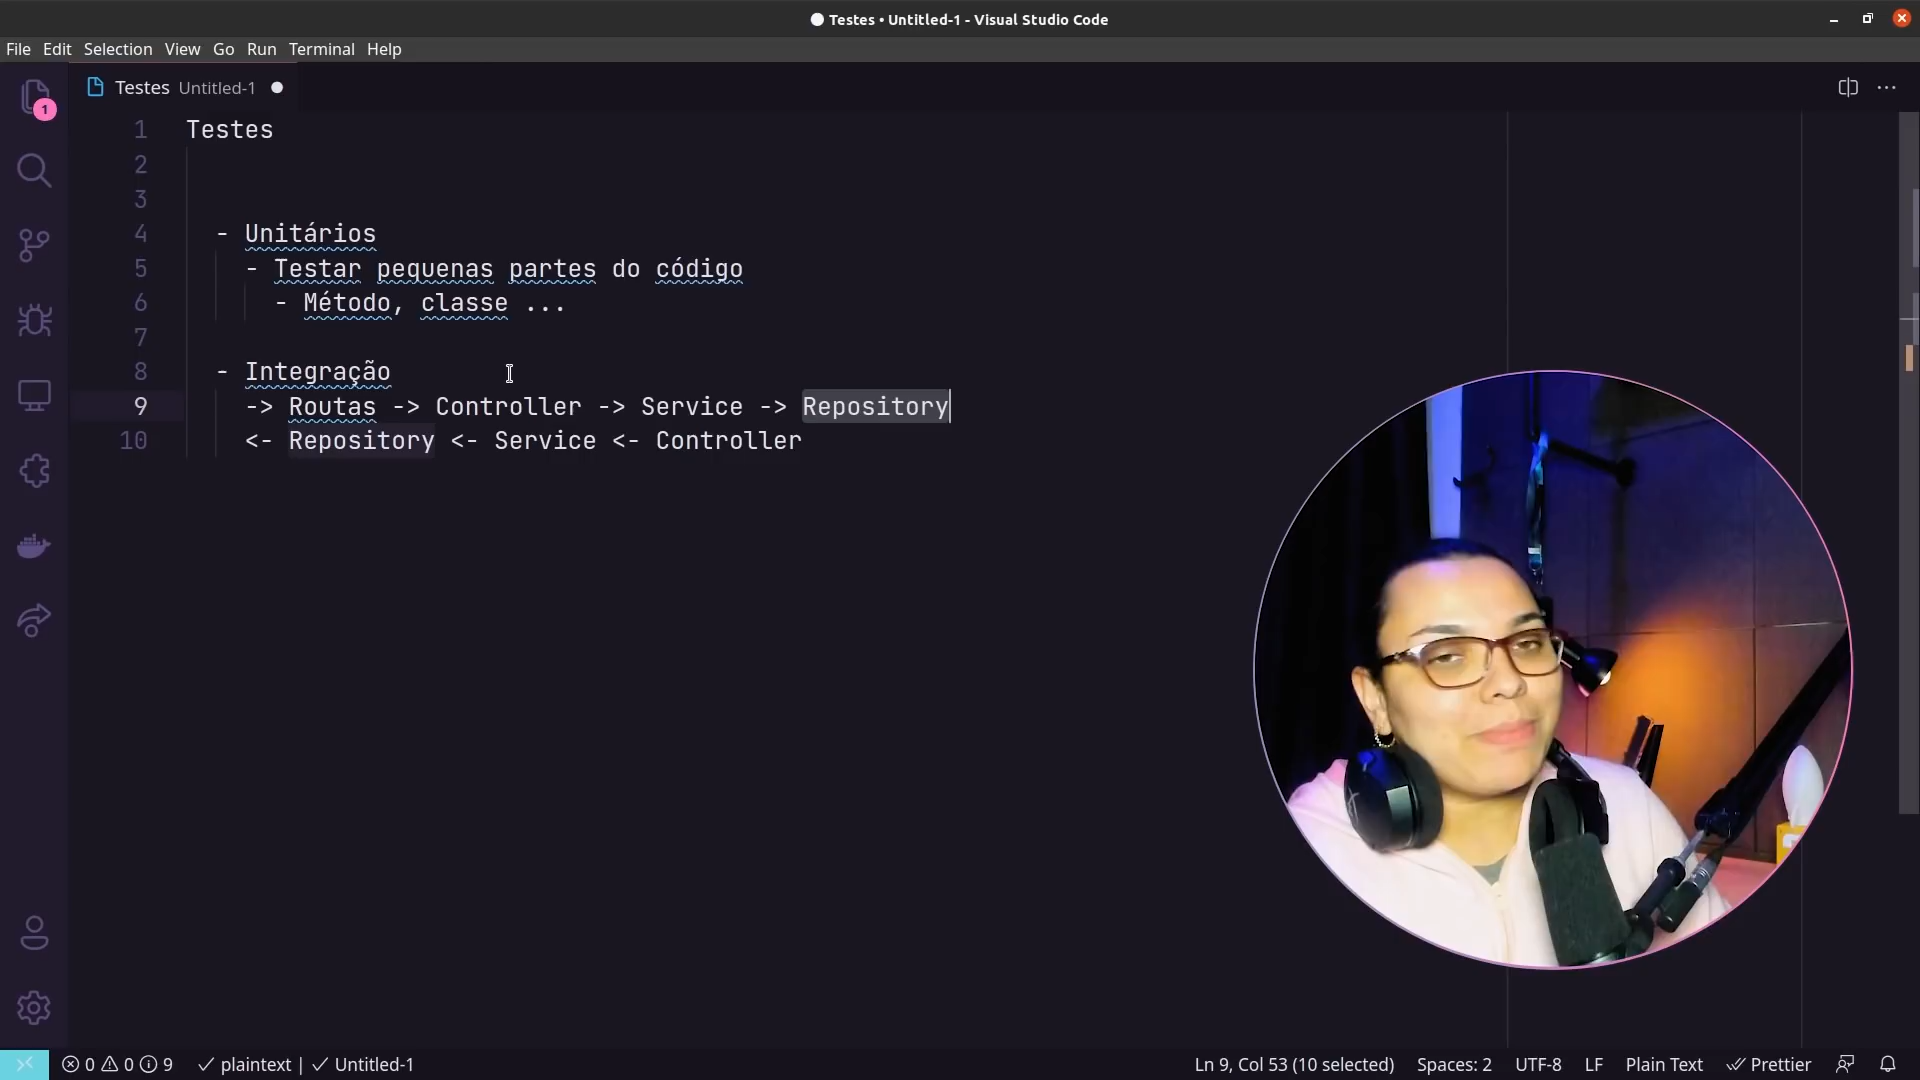 Testes • Untitled-1 - Visual Studio Code
File Edit Selection View Go Run Terminal Help
1
Testes Untitled-1
1 Testes
2
3
4 - Unitários
5 - Testar pequenas partes do código
6 - Método, classe ...
7
8 - Integração
9 -> Routas -> Controller -> Service -> Repository
10 <- Repository <- Service <- Controller
0 0 9 plaintext | Untitled-1 Ln 9, Col 53 (10 selected) Spaces: 2 UTF-8 LF Plain Text Prettier